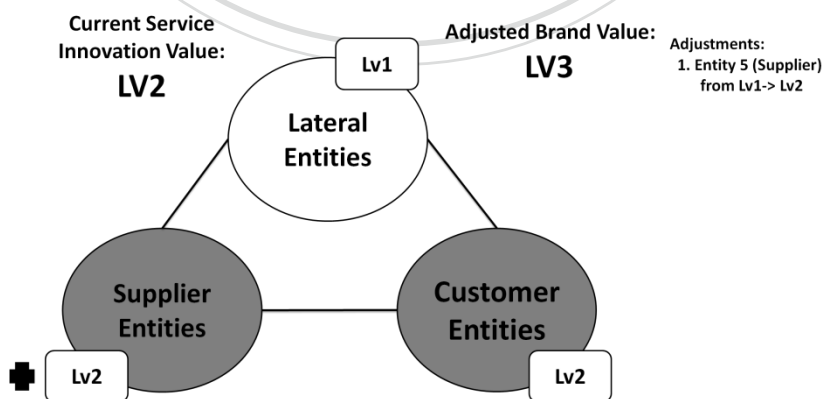 Current Service
Innovation Value:
LV2
Adjusted Brand Value:
LV3
Adjustments:
1. Entity 5 (Supplier)
from Lv1-> Lv2
Lv1
Lateral
Entities
Supplier
Entities
Lv2
Customer
Entities
Lv2